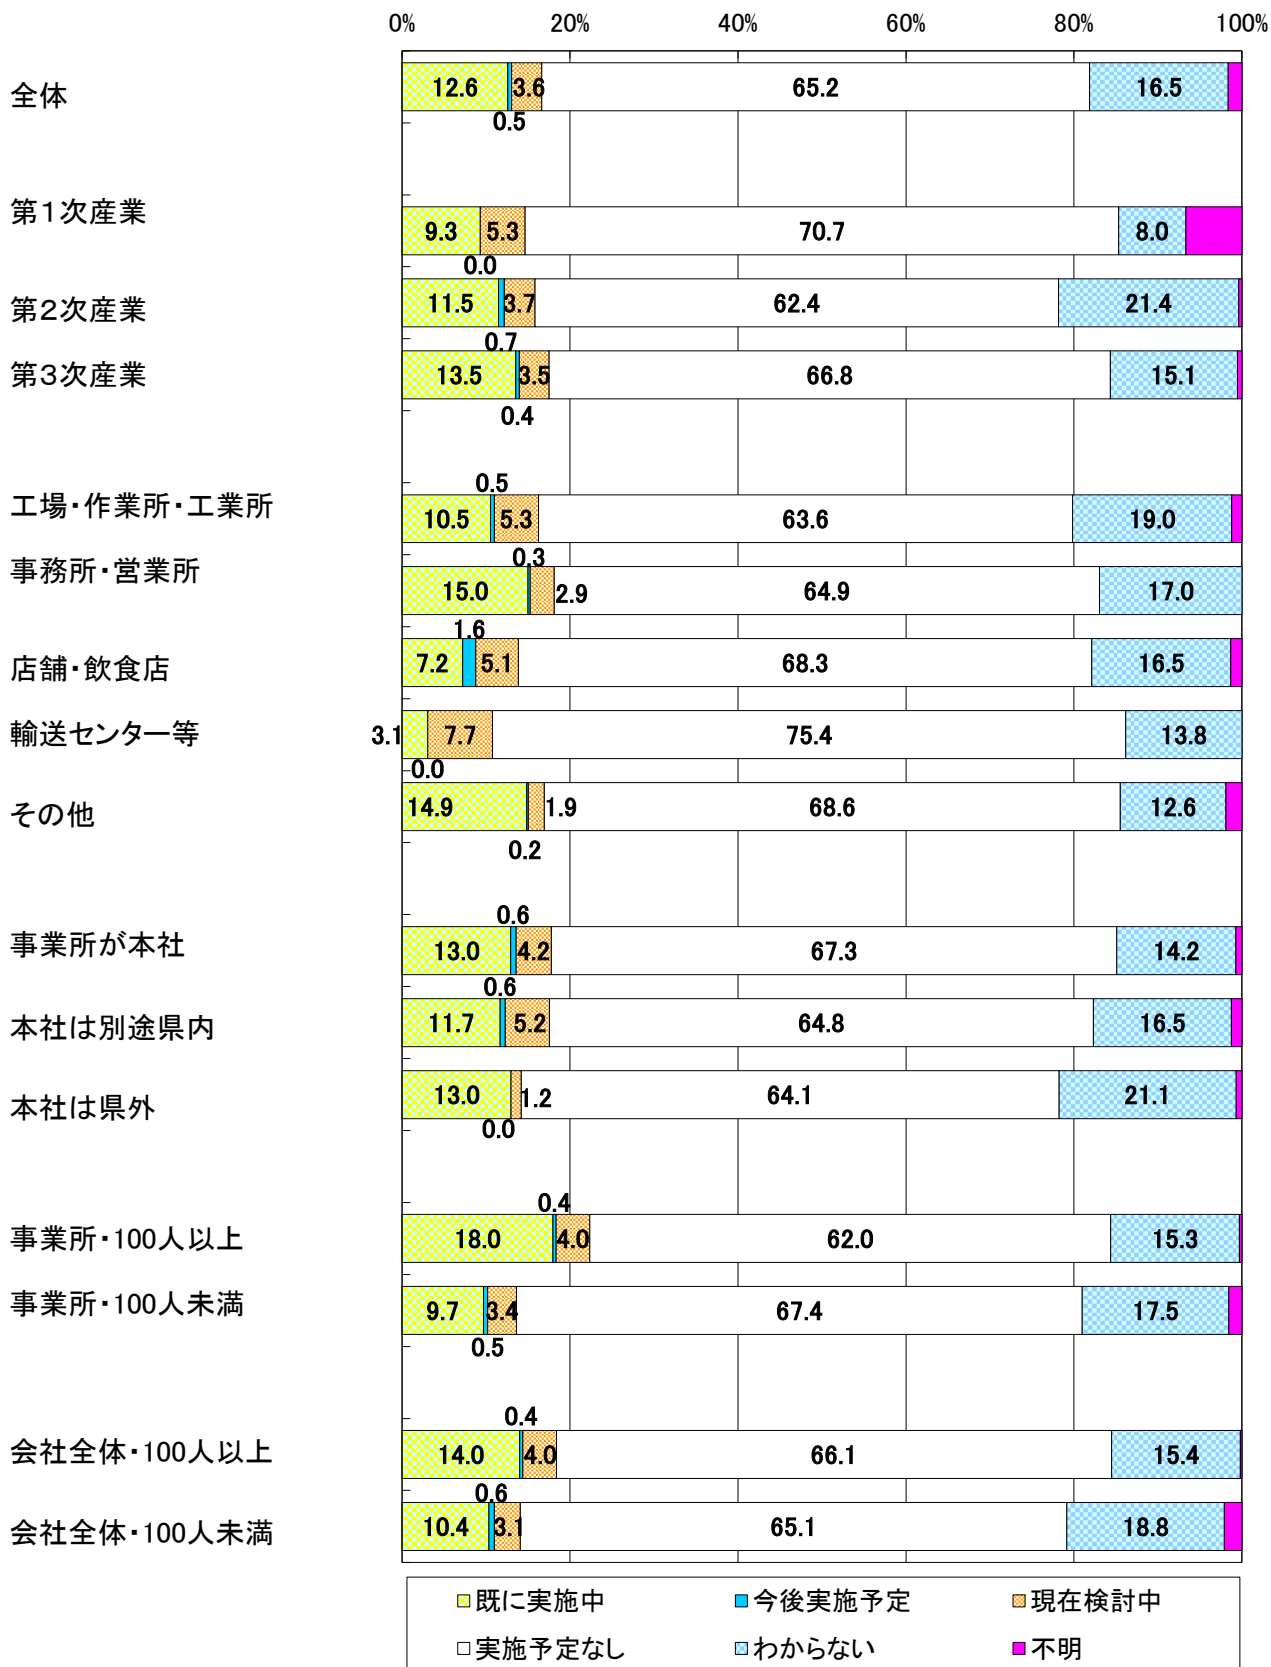 0% 20% 40% 60% 80% 100%
全体 12.6 0.5 3.6 65.2 16.5
第1次産業 9.3 0.0 5.3 70.7 8.0
第2次産業 11.5 0.7 3.7 62.4 21.4
第3次産業 13.5 0.4 3.5 66.8 15.1
工場・作業所・工業所 10.5 0.5 5.3 63.6 19.0
事務所・営業所 15.0 0.3 2.9 64.9 17.0
店舗・飲食店 7.2 1.6 5.1 68.3 16.5
輸送センター等 3.1 0.0 7.7 75.4 13.8
その他 14.9 0.2 1.9 68.6 12.6
事業所が本社 13.0 0.6 4.2 67.3 14.2
本社は別途県内 11.7 0.6 5.2 64.8 16.5
本社は県外 13.0 0.0 1.2 64.1 21.1
事業所・100人以上 18.0 0.4 4.0 62.0 15.3
事業所・100人未満 9.7 0.5 3.4 67.4 17.5
会社全体・100人以上 14.0 0.4 4.0 66.1 15.4
会社全体・100人未満 10.4 0.6 3.1 65.1 18.8
既に実施中 今後実施予定 現在検討中
実施予定なし わからない 不明